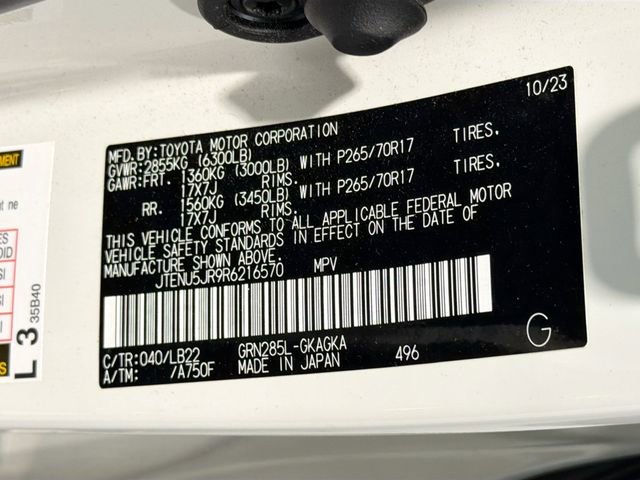 10/23
MFD.BY:TOYOTA MOTOR CORPORATION
GVWR:2855KG (6300LB)
GAWR:FRT. 1360KG (3000LB) WITH P265/70R17 TIRES,
17X7J RIMS.
RR. 1560KG (3450LB) WITH P265/70R17 TIRES,
17X7J RIMS.
THIS VEHICLE CONFORMS TO ALL APPLICABLE FEDERAL MOTOR
VEHICLE SAFETY STANDARDS IN EFFECT ON THE DATE OF
MANUFACTURE SHOWN ABOVE.
JTENU5JR9R6216570 MPV
C/TR:040/LB22 GRN285L-GKAGKA
A/TM: /A750F MADE IN JAPAN 496
G
L 3
35B40